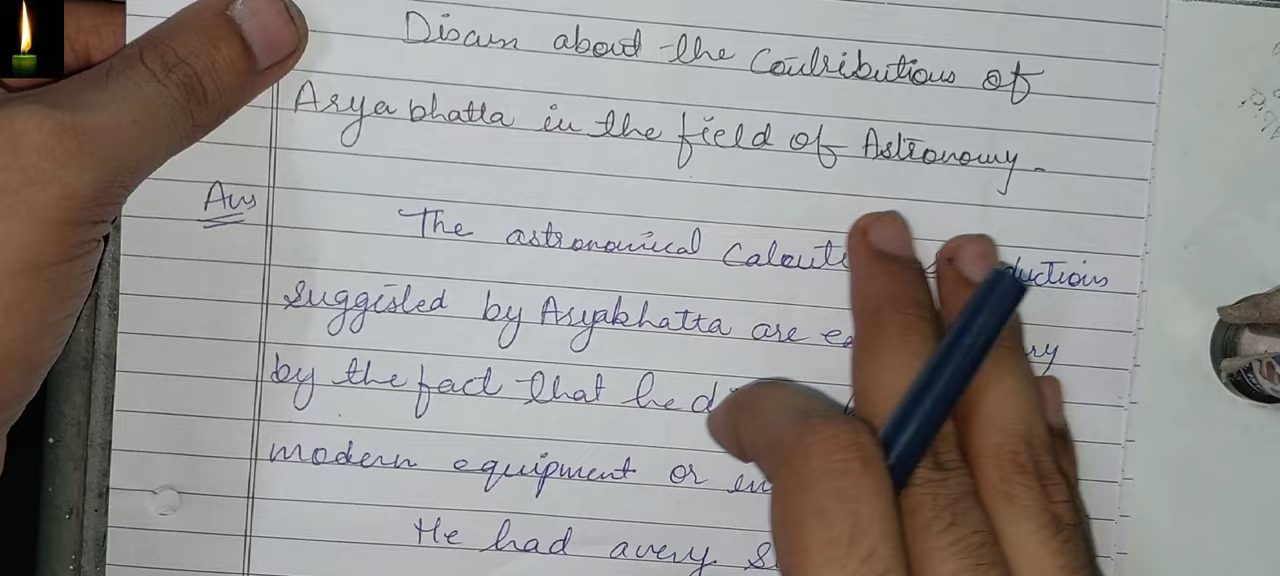 Discuss about the Contributions of
Aryabhatta in the field of Astronomy.
Ans
The astronomical
suggested by Aryabhatta are
by the fact that he
modern equipment or
He had a very